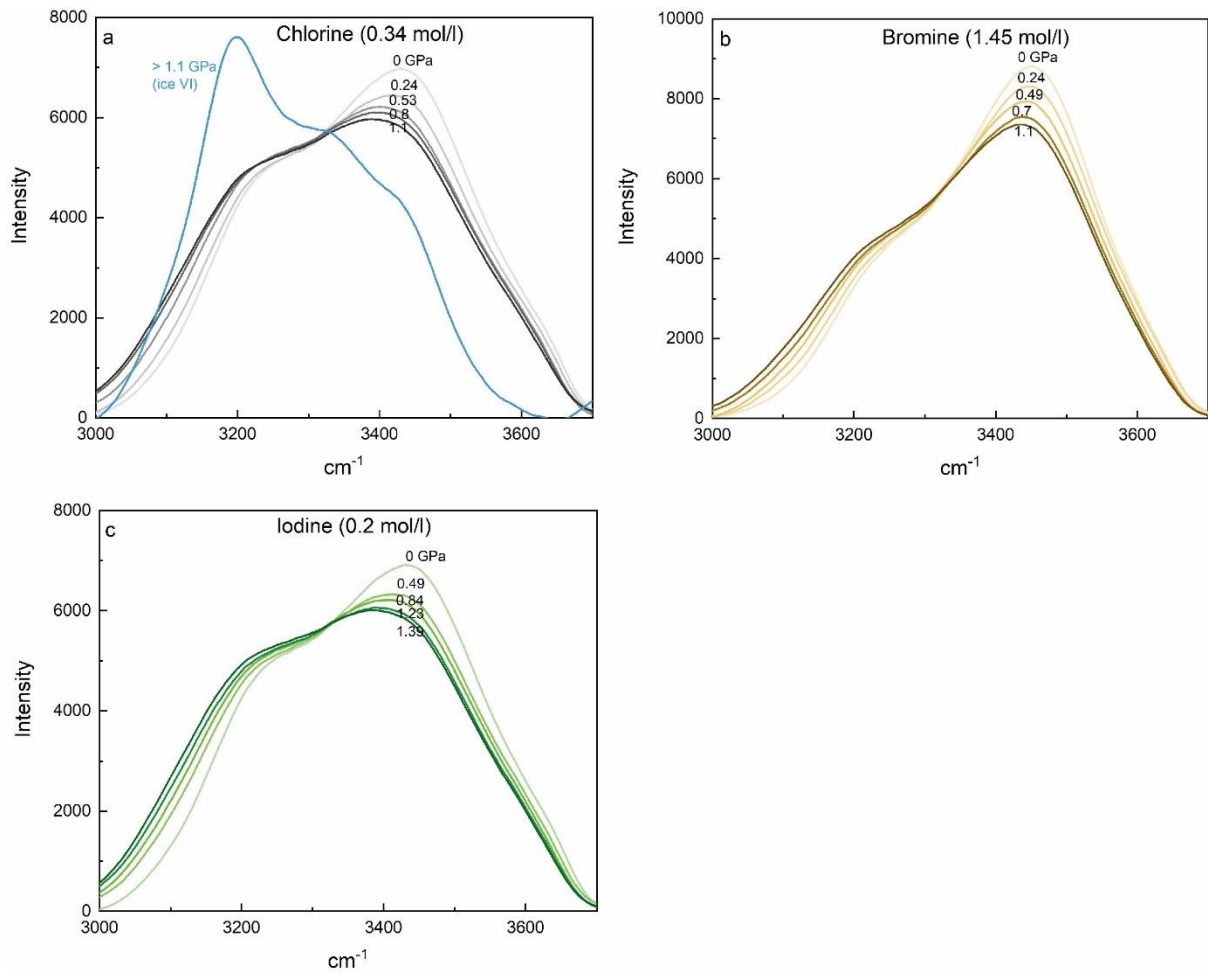 a
Chlorine (0.34 mol/l)
> 1.1 GPa
(ice VI)
0 GPa
0.24
0.53
0.8
1.1
8000
6000
4000
2000
0
Intensity
3000
3200
3400
3600
cm⁻¹
b
Bromine (1.45 mol/l)
0 GPa
0.24
0.49
0.7
1.1
10000
8000
6000
4000
2000
0
Intensity
3000
3200
3400
3600
cm⁻¹
c
Iodine (0.2 mol/l)
0 GPa
0.49
0.84
1.23
1.39
8000
6000
4000
2000
0
Intensity
3000
3200
3400
3600
cm⁻¹